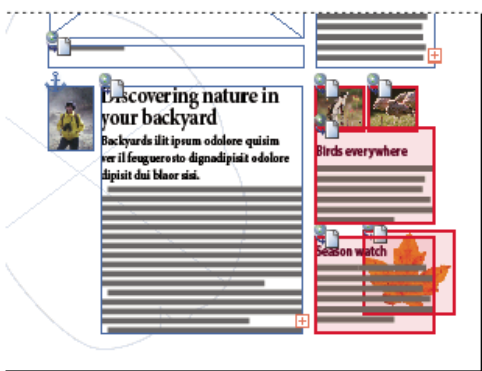 Discovering nature in
your backyard
Backyards ilit ipsum odolore quisim
ver il feuguerosto dignadipisit odolore
dipisit dui blaor sisi.
Birds everywhere
Season watch